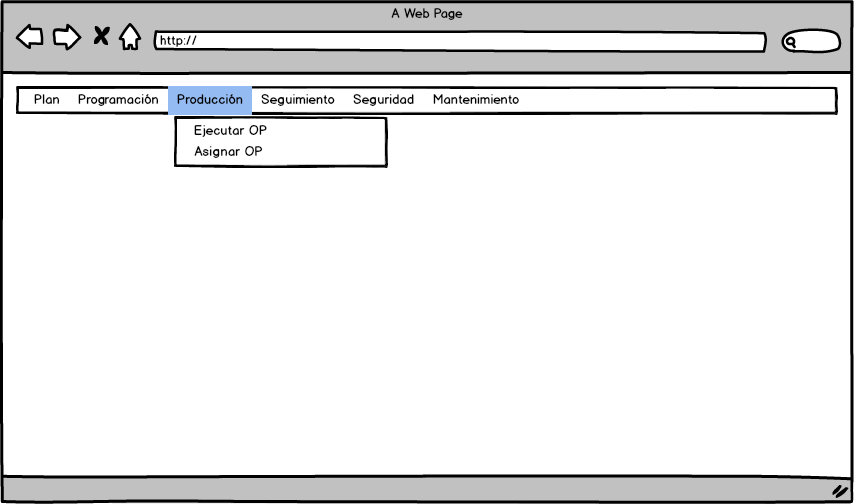 A Web Page
http://
Plan Programación Producción Seguimiento Seguridad Mantenimiento
Ejecutar OP
Asignar OP